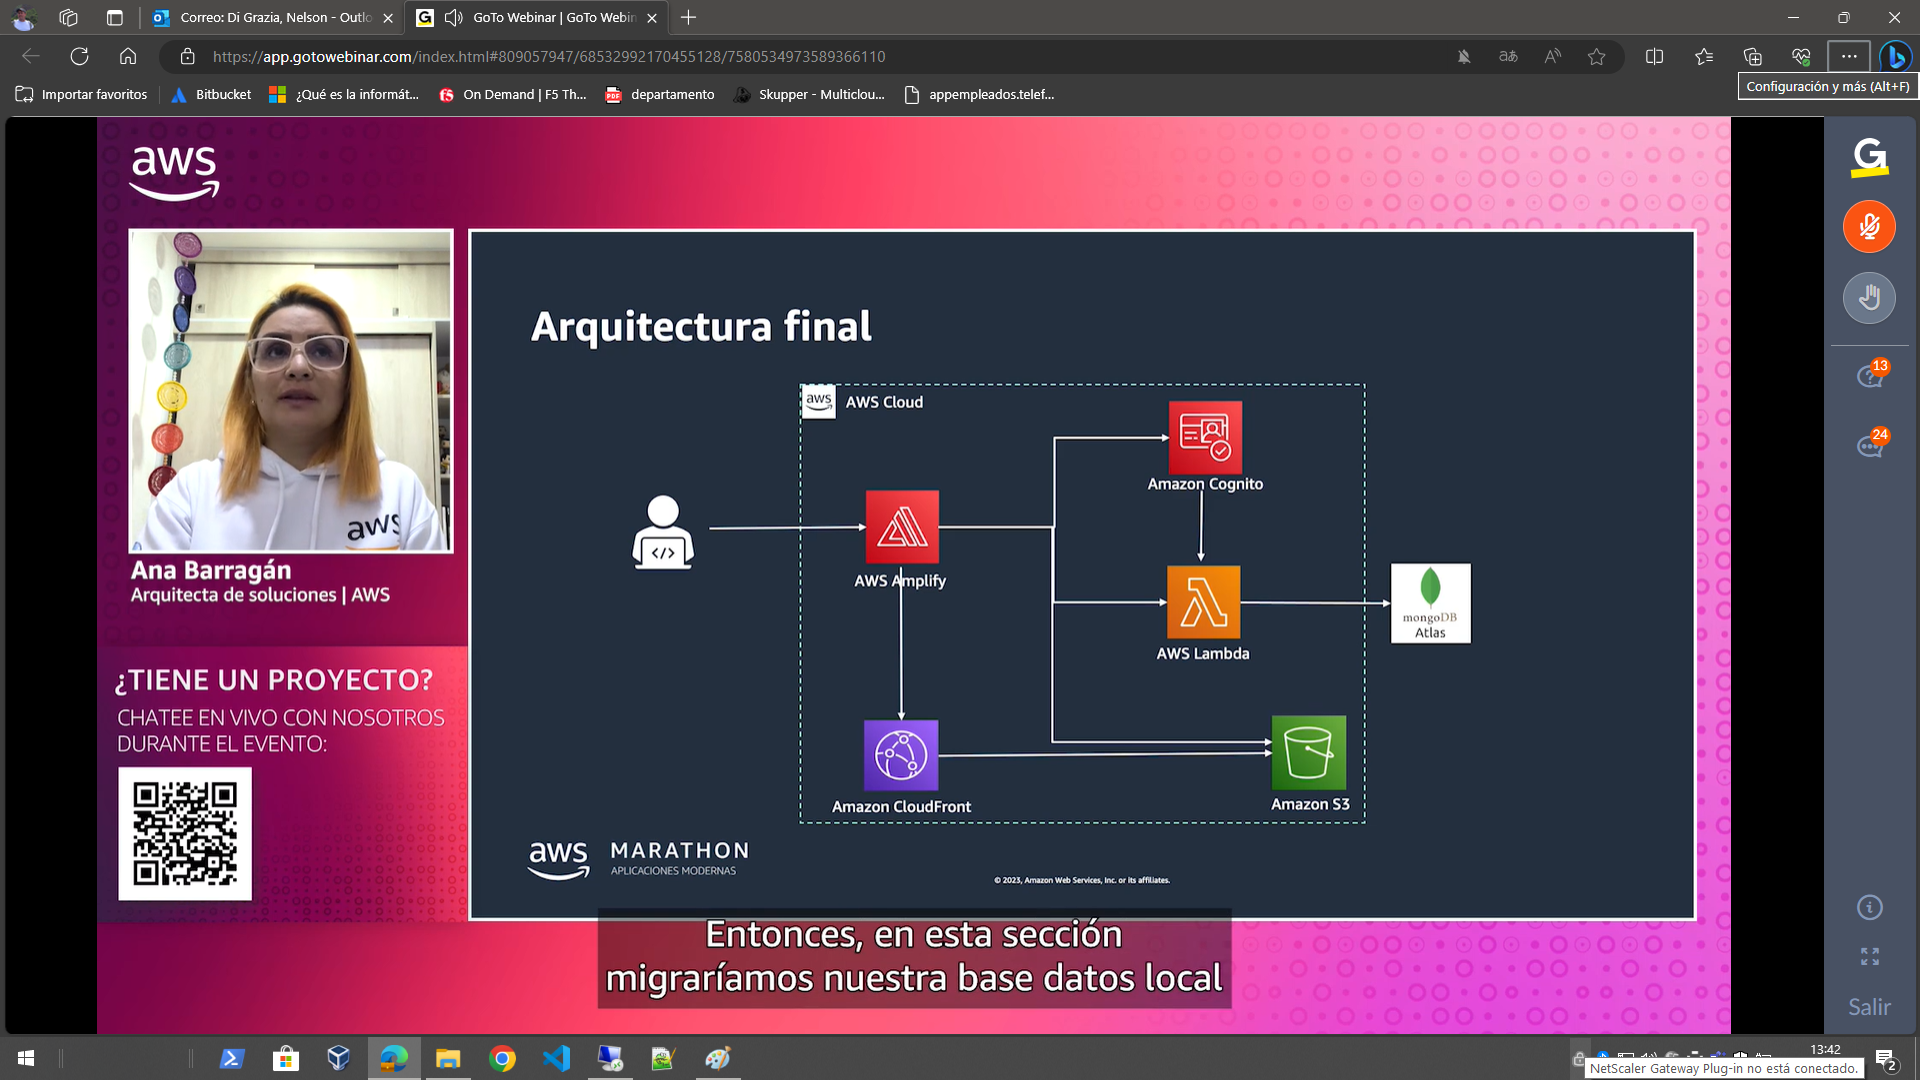 Correo: Di Grazia, Nelson - Outlo
GoTo Webinar | GoTo Webin
https://app.gotowebinar.com/index.html#809057947/68532992170455128/7580534973589366110
Configuración y más (Alt+F)
Importar favoritos
Bitbucket
¿Qué es la informát...
On Demand | F5 Th...
PDF
departamento
Skupper - Multiclou...
appempleados.telef...
aws
G
13
24
Arquitectura final
aws
AWS Cloud
Amazon Cognito
AWS Amplify
mongoDB
Atlas
AWS Lambda
Amazon CloudFront
Amazon S3
aws
MARATHON
APLICACIONES MODERNAS
© 2023, Amazon Web Services, Inc. or its affiliates.
aws
Ana Barragán
Arquitecta de soluciones | AWS
¿TIENE UN PROYECTO?
CHATEE EN VIVO CON NOSOTROS
DURANTE EL EVENTO:
Entonces, en esta sección
migraríamos nuestra base datos local
Salir
13:42
2
NetScaler Gateway Plug-in no está conectado.